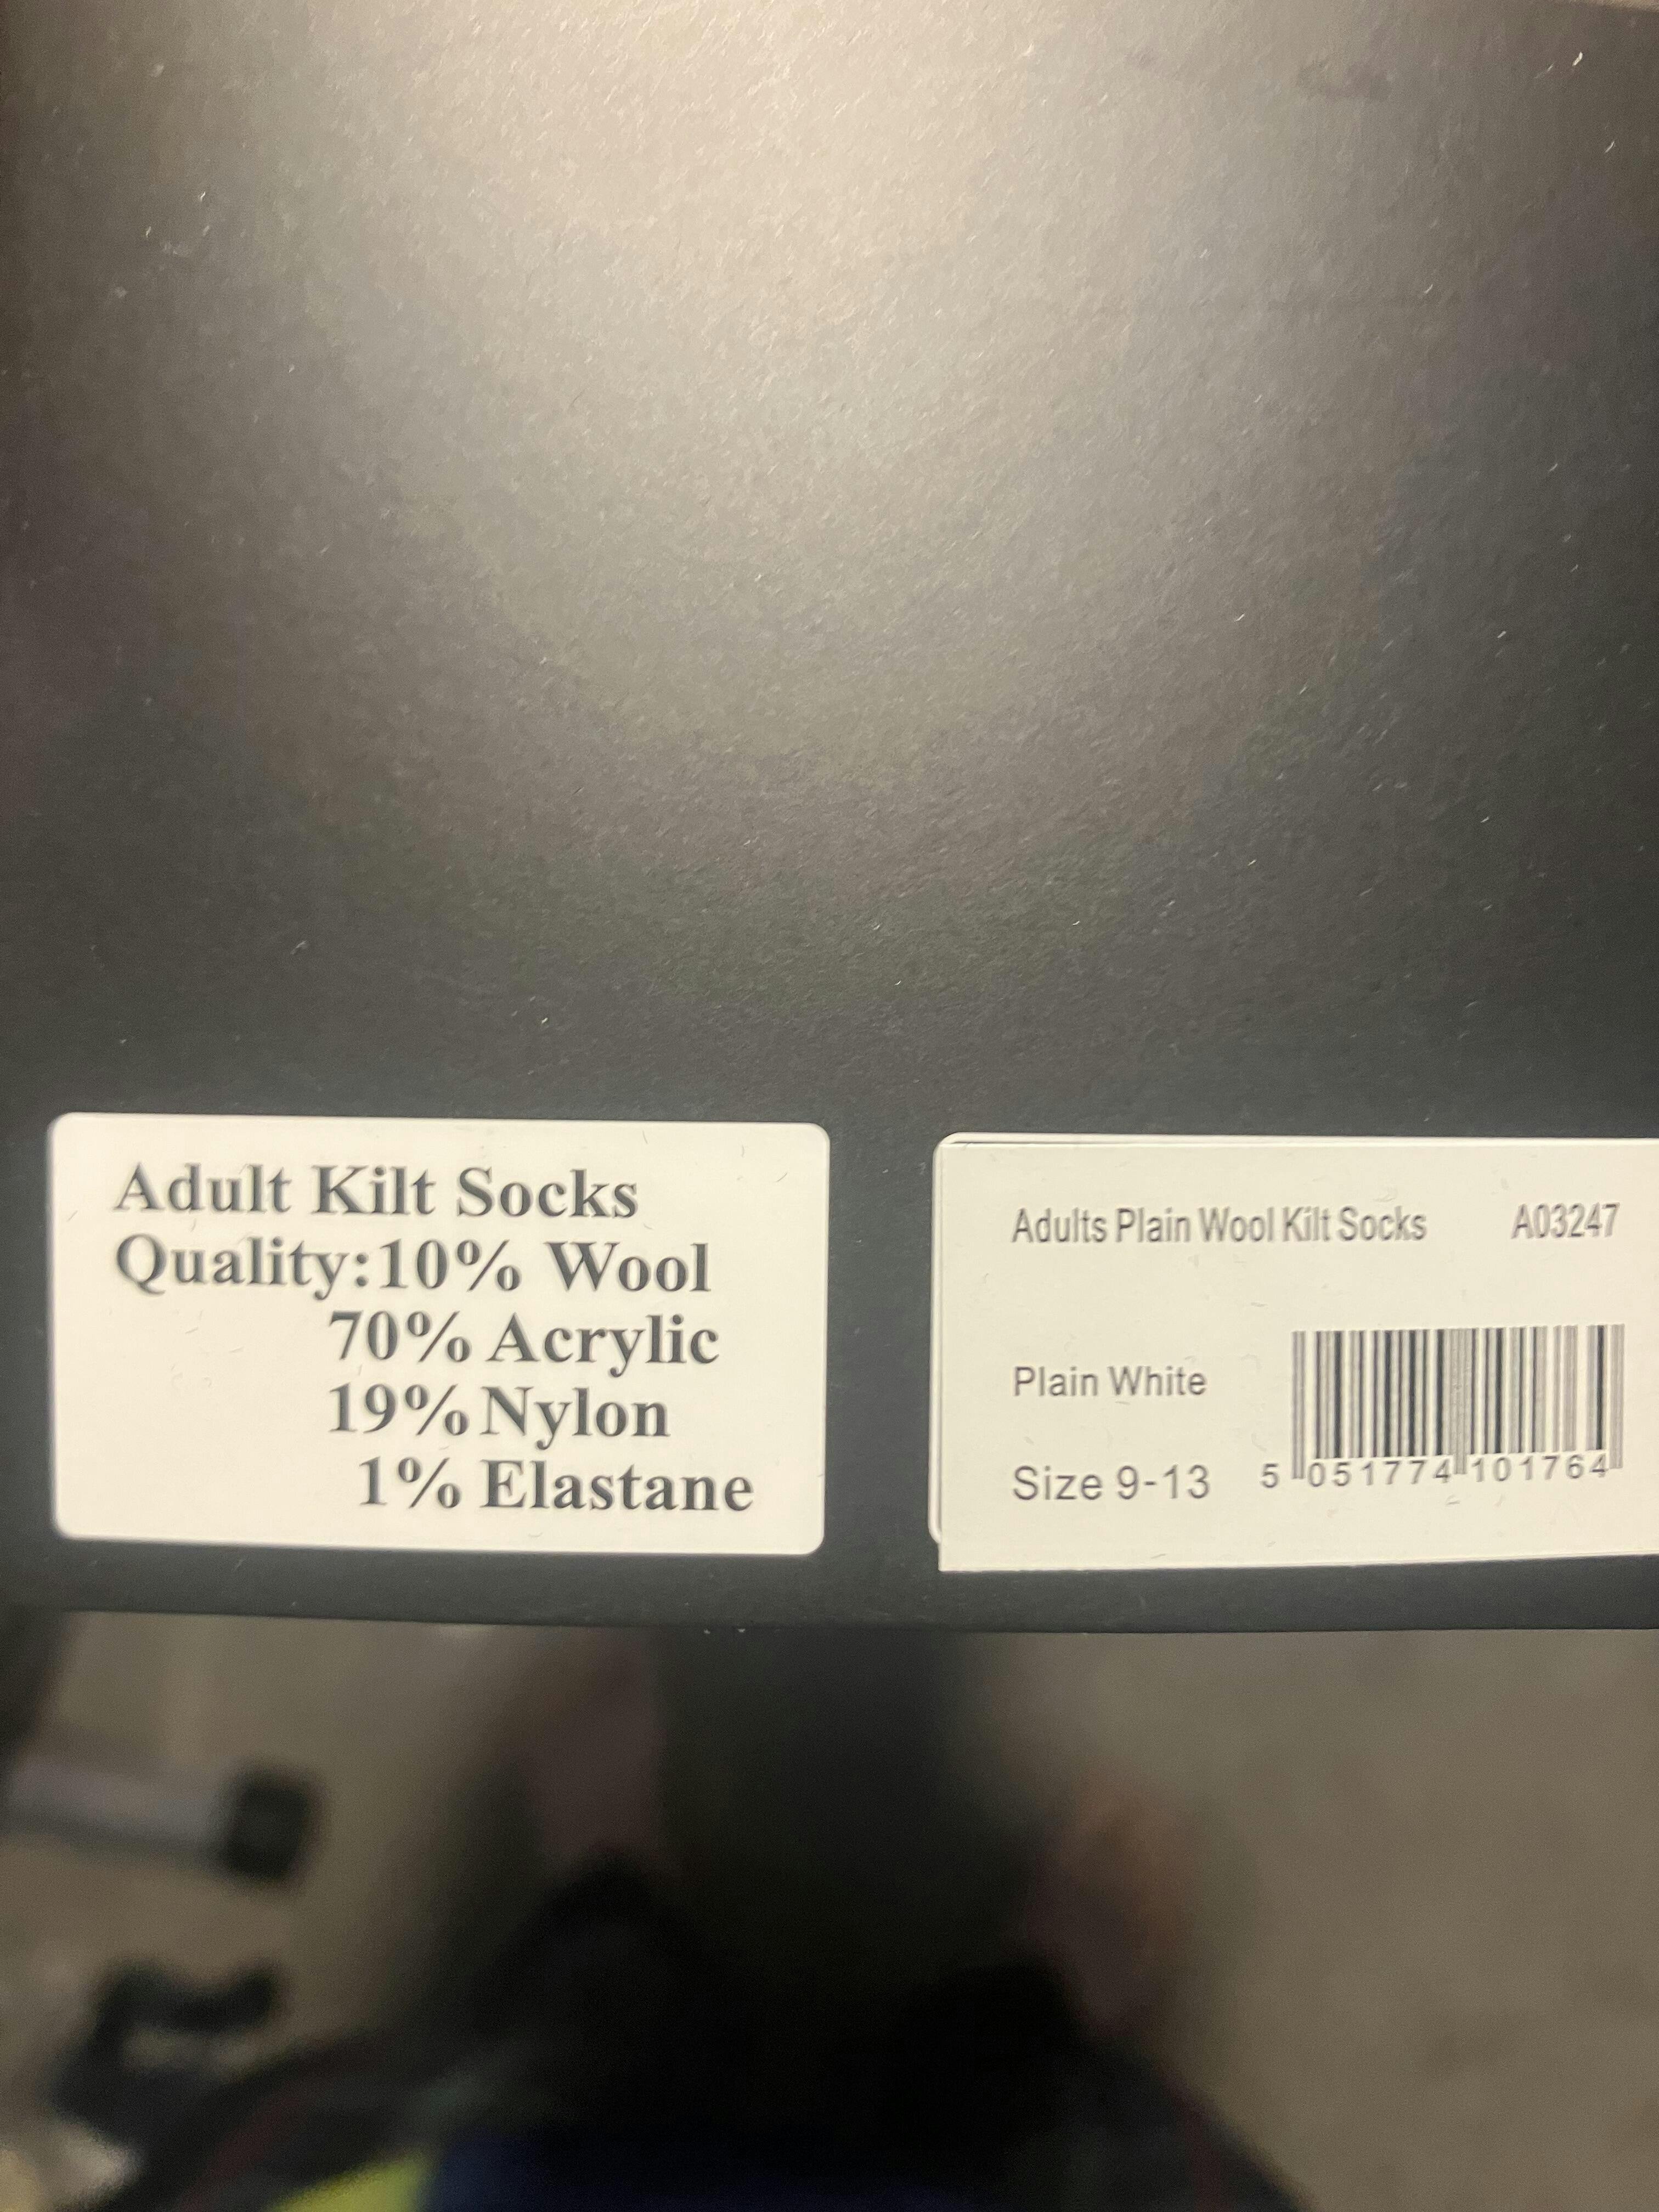 Adult Kilt Socks
Quality:10% Wool
70% Acrylic
19% Nylon
1% Elastane
Adults Plain Wool Kilt Socks A03247
Plain White
Size 9-13
5 051774 101764